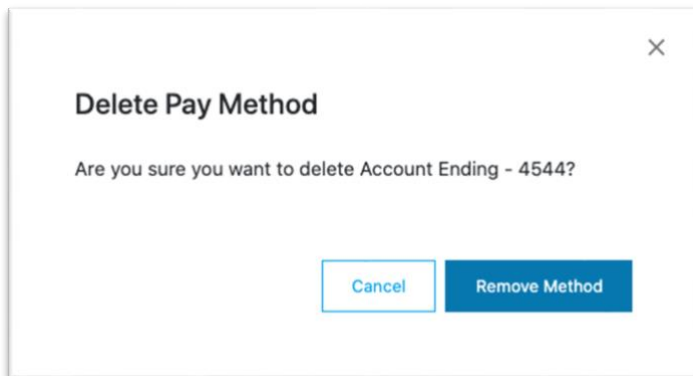 Delete Pay Method
Are you sure you want to delete Account Ending - 4544?
Cancel
Remove Method